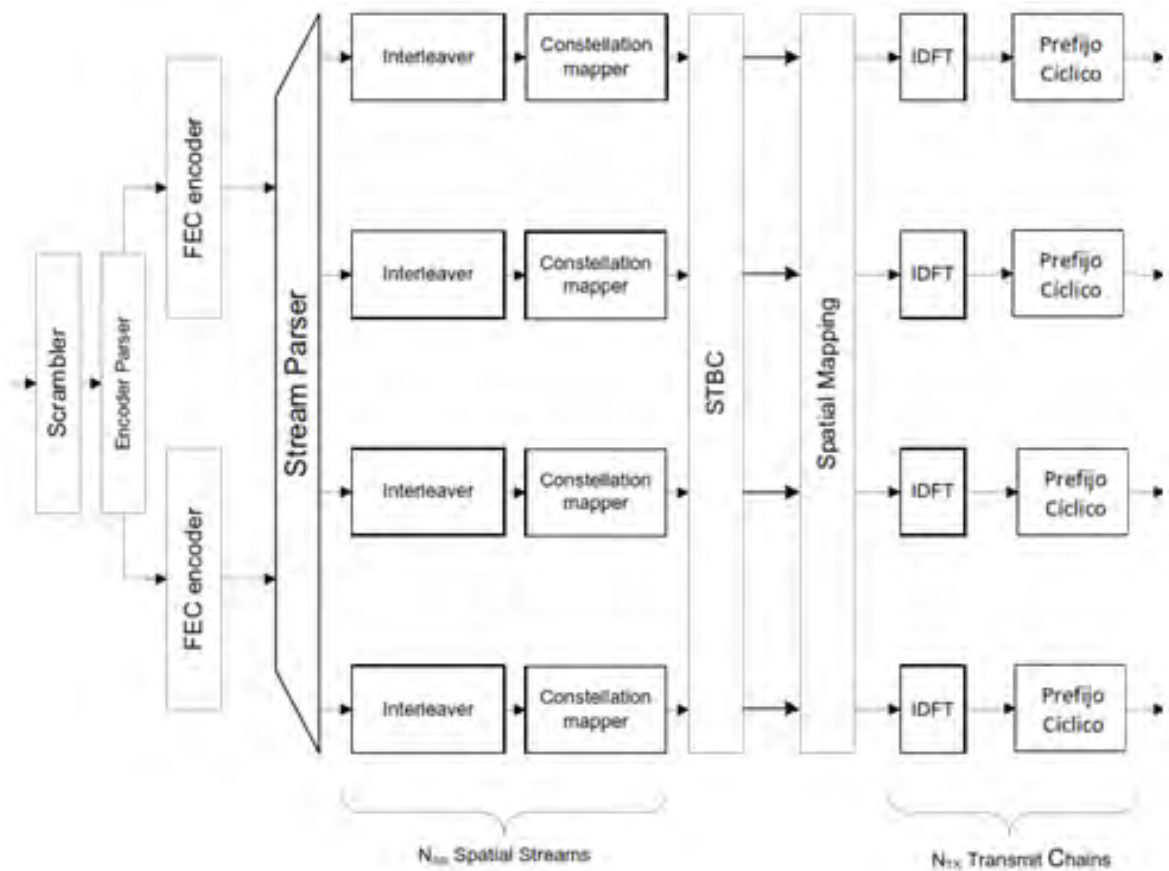 Scrambler
Encoder Parser
FEC encoder
FEC encoder
Stream Parser
Interleaver
Constellation
mapper
Interleaver
Constellation
mapper
Interleaver
Constellation
mapper
Interleaver
Constellation
mapper
STBC
Spatial Mapping
IDFT
Prefijo
Cíclico
IDFT
Prefijo
Cíclico
IDFT
Prefijo
Cíclico
IDFT
Prefijo
Cíclico
NSS Spatial Streams
NTX Transmit Chains